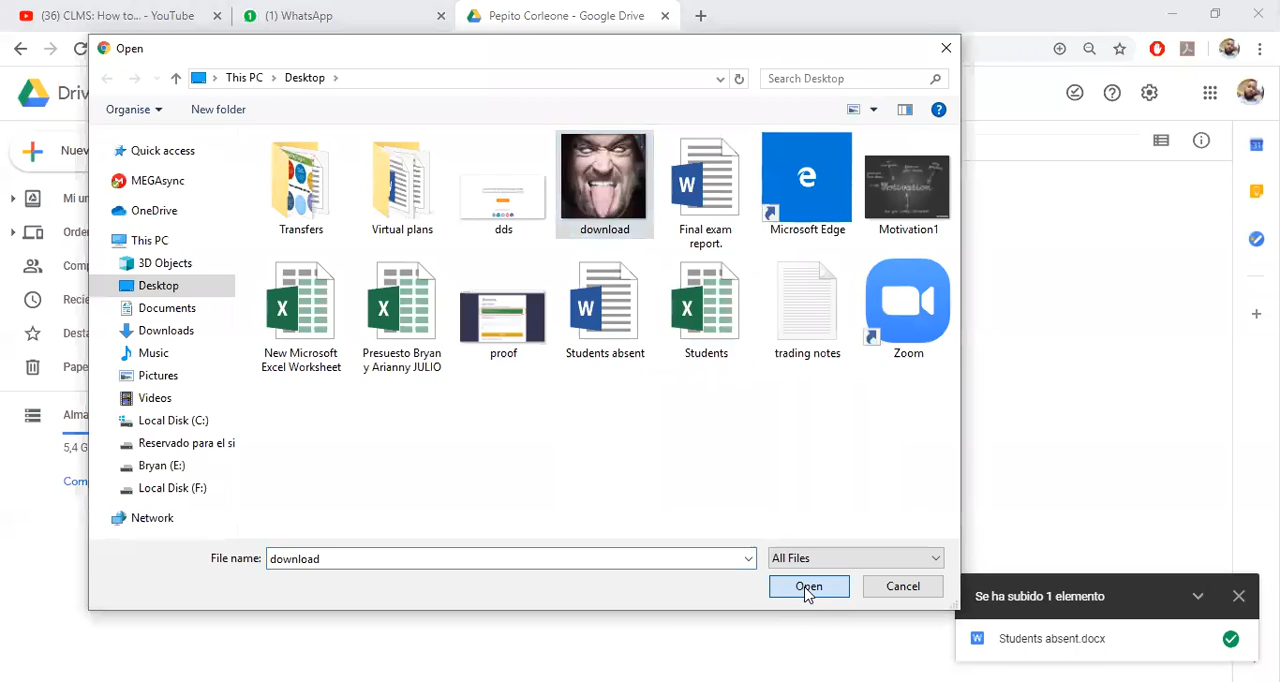 (36) CLMS: How to... - YouTube
(1) WhatsApp
Pepito Corleone - Google Drive
Open
This PC > Desktop >
Search Desktop
Organise
New folder
Driv
Nuev
Mi ur
Order
Comp
Recie
Desta
Pape
Alma
5,4 G
Com
Quick access
MEGAsync
OneDrive
This PC
3D Objects
Desktop
Documents
Downloads
Music
Pictures
Videos
Local Disk (C:)
Reservado para el si
Bryan (E:)
Local Disk (F:)
Network
Transfers
Virtual plans
dds
download
Final exam
report.
Microsoft Edge
Motivation1
New Microsoft
Excel Worksheet
Presuesto Bryan
y Arianny JULIO
proof
Students absent
Students
trading notes
Zoom
File name: download
All Files
Open
Cancel
Se ha subido 1 elemento
Students absent.docx